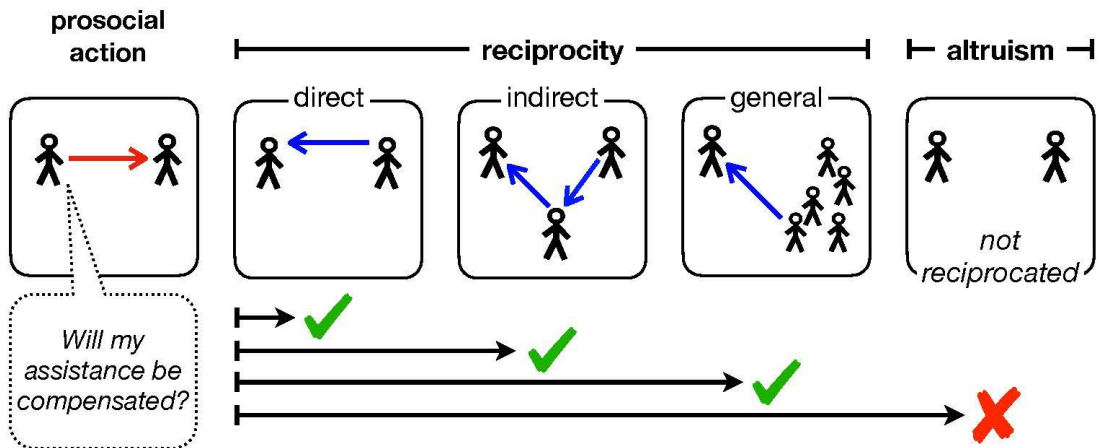 prosocial
action
reciprocity
altruism
direct
indirect
general
not
reciprocated
Will my
assistance be
compensated?